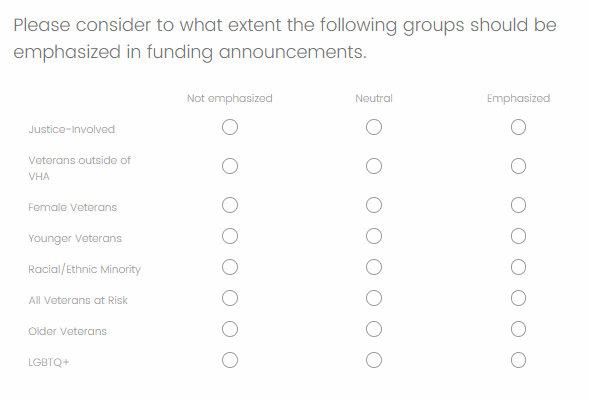 Please consider to what extent the following groups should be
emphasized in funding announcements.
Not emphasized Neutral Emphasized
Justice-Involved
Veterans outside of
VHA
Female Veterans
Younger Veterans
Racial/Ethnic Minority
All Veterans at Risk
Older Veterans
LGBTQ+